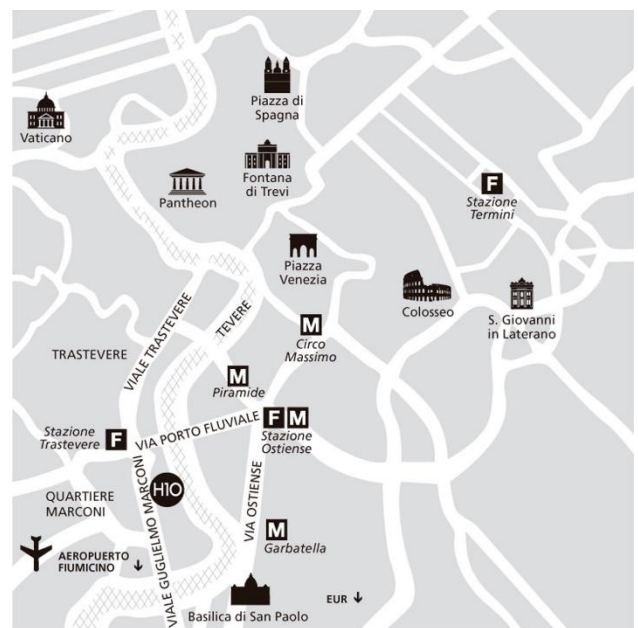 Piazza di
Spagna
Vaticano
Fontana
di Trevi
Pantheon
F
Stazione
Termini
Piazza
Venezia
Colosseo
S. Giovanni
in Laterano
TEVERE
VIALE TRASTEVERE
M
Circo
Massimo
TRASTEVERE
M
Piramide
Stazione
Trastevere
F
VIA PORTO FLUVIALE
F M
Stazione
Ostiense
H10
QUARTIERE
MARCONI
VIALE GUGLIELMO MARCONI
VIA OSTIENSE
M
Garbatella
AEROPUERTO
FIUMICINO
EUR
Basilica di San Paolo